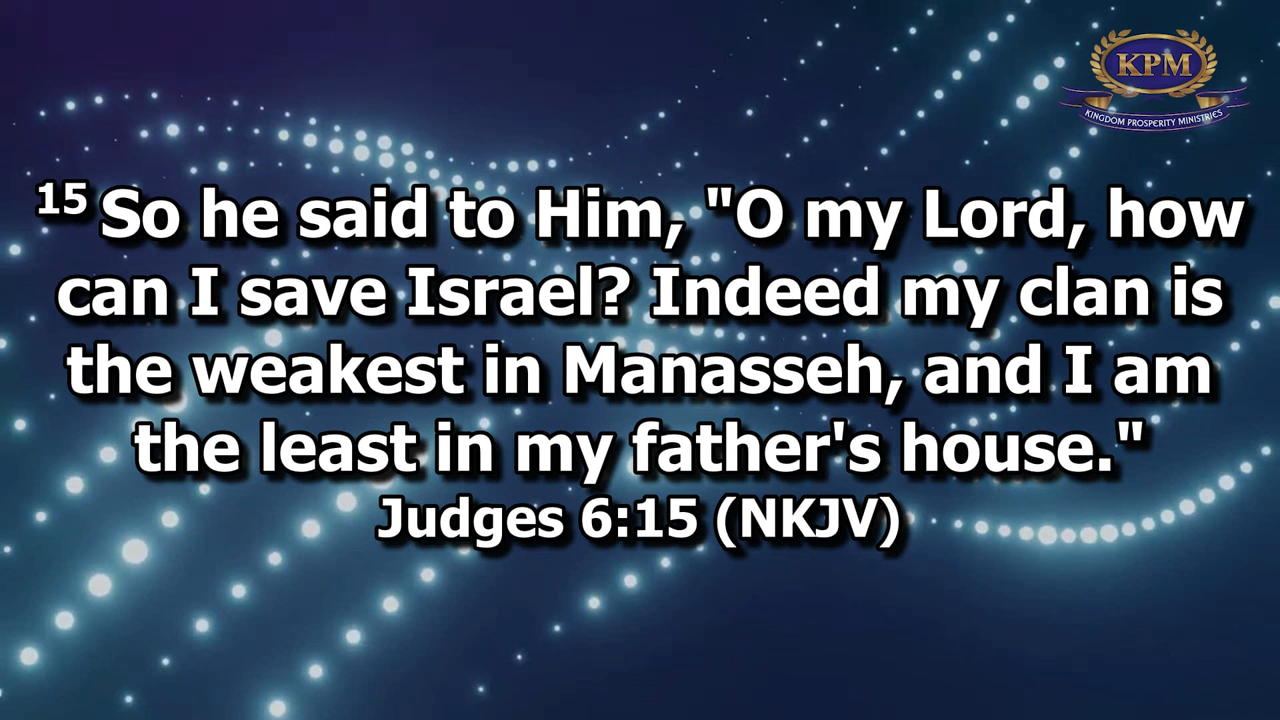 KPM
KINGDOM PROSPERITY MINISTRIES
15 So he said to Him, "O my Lord, how
can I save Israel? Indeed my clan is
the weakest in Manasseh, and I am
the least in my father's house."
Judges 6:15 (NKJV)